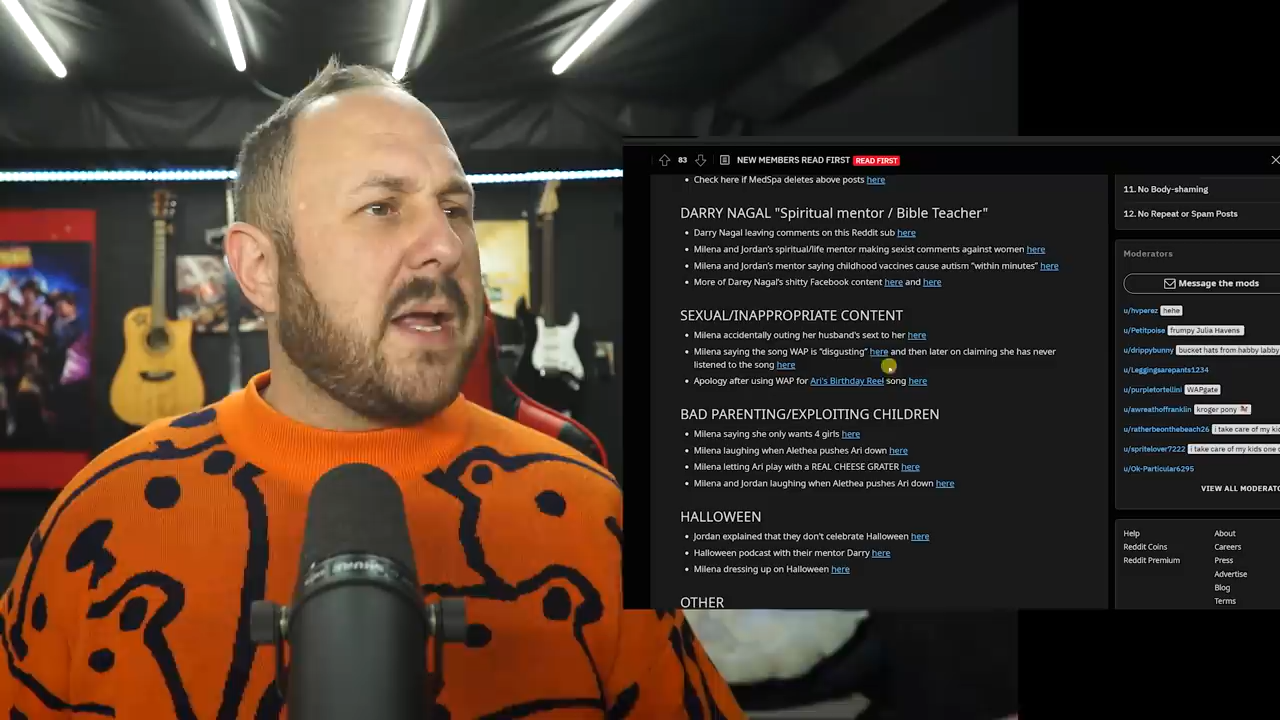 83 NEW MEMBERS READ FIRST READ FIRST
Check here if MedSpa deletes above posts here
DARRY NAGAL "Spiritual mentor / Bible Teacher"
Darry Nagal leaving comments on this Reddit sub here
Milena and Jordan's spiritual/life mentor making sexist comments against women here
Milena and Jordan's mentor saying childhood vaccines cause autism "within minutes" here
More of Darey Nagal's shitty Facebook content here and here
SEXUAL/INAPPROPRIATE CONTENT
Milena accidentally outing her husband's sext to her here
Milena saying the song WAP is "disgusting" here and then later on claiming she has never
listened to the song here
Apology after using WAP for Ari's Birthday Reel song here
BAD PARENTING/EXPLOITING CHILDREN
Milena saying she only wants 4 girls here
Milena laughing when Alethea pushes Ari down here
Milena letting Ari play with a REAL CHEESE GRATER here
Milena and Jordan laughing when Alethea pushes Ari down here
HALLOWEEN
Jordan explained that they don't celebrate Halloween here
Halloween podcast with their mentor Darry here
Milena dressing up on Halloween here
OTHER
11. No Body-shaming
12. No Repeat or Spam Posts
Moderators
Message the mods
u/hvperez hehe
u/Petitpoise frumpy Julia Havens
u/drippybunny bucket hats from habby labby
u/Leggingsarepants1234
u/purpletortellini WAPgate
u/awreathoffranklin kroger pony
u/ratherbeonthebeach26 i take care of my kid
u/spritelover7222 i take care of my kids one d
u/Ok-Particular6295
VIEW ALL MODERATO
Help About
Reddit Coins Careers
Reddit Premium Press
Advertise
Blog
Terms